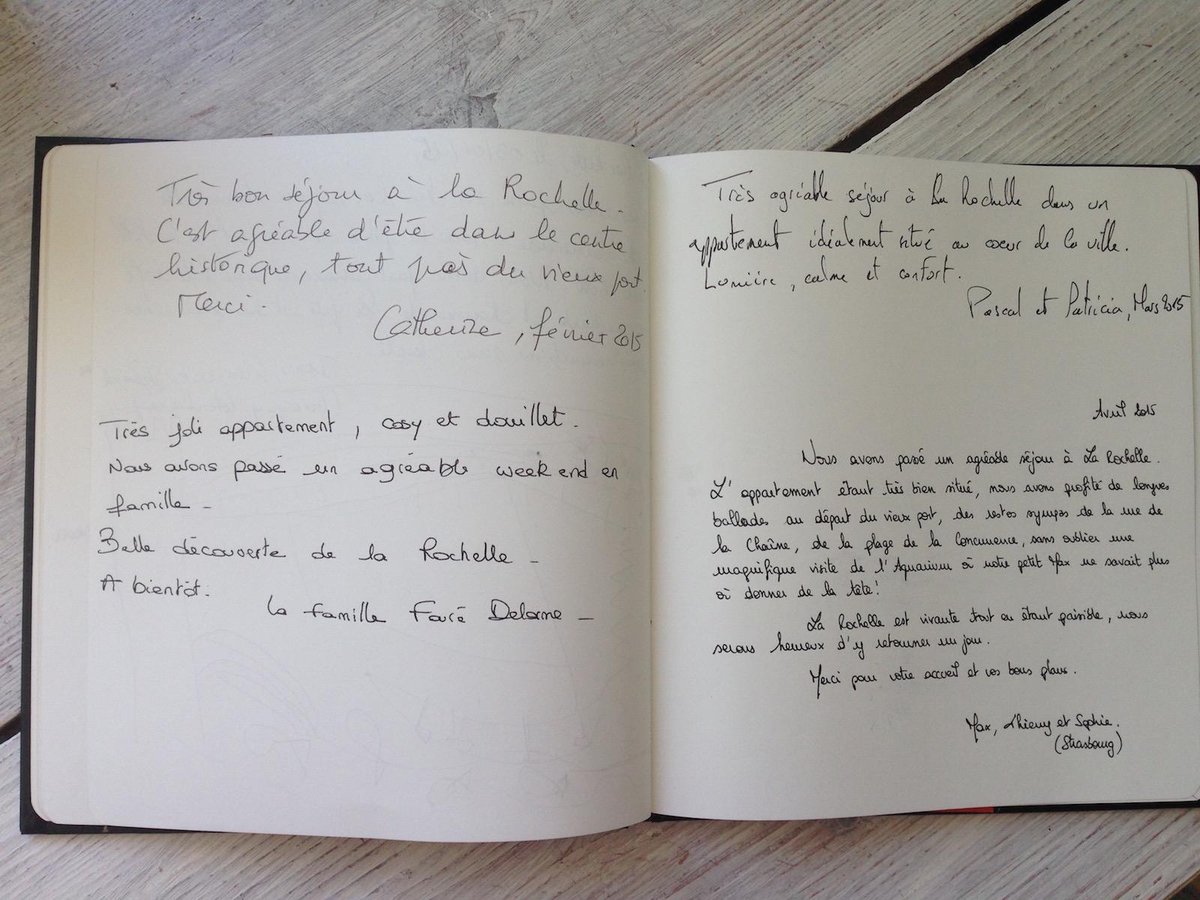 Très bon séjour à la Rochelle.
C'est agréable d'être dans le centre
historique, tout près du vieux port.
Merci.
Catherine, février 2015
Très joli appartement, cosy et douillet.
Nous avons passé un agréable week end en
famille -
Belle découverte de la Rochelle -
A bientôt.
la famille Fauré Delorme -
Très agréable séjour à La Rochelle dans un
appartement idéalement situé au coeur de la ville.
Lumière, calme et confort.
Pascal et Patricia, Mars 2015
Avril 2015
Nous avons passé un agréable séjour à La Rochelle.
L'appartement étant très bien situé, nous avons profité de longues
ballades au départ du vieux port, des restos sympas de la rue de
la Chaîne, de la plage de la Concurrence, sans oublier une
magnifique visite de l'Aquarium où notre petit Max ne savait plus
où donner de la tête!
La Rochelle est vivante tout en étant paisible, nous
serons heureux d'y retourner un jour.
Merci pour votre accueil et vos bons plans.
Max, Thierry et Sophie.
(Strasbourg)